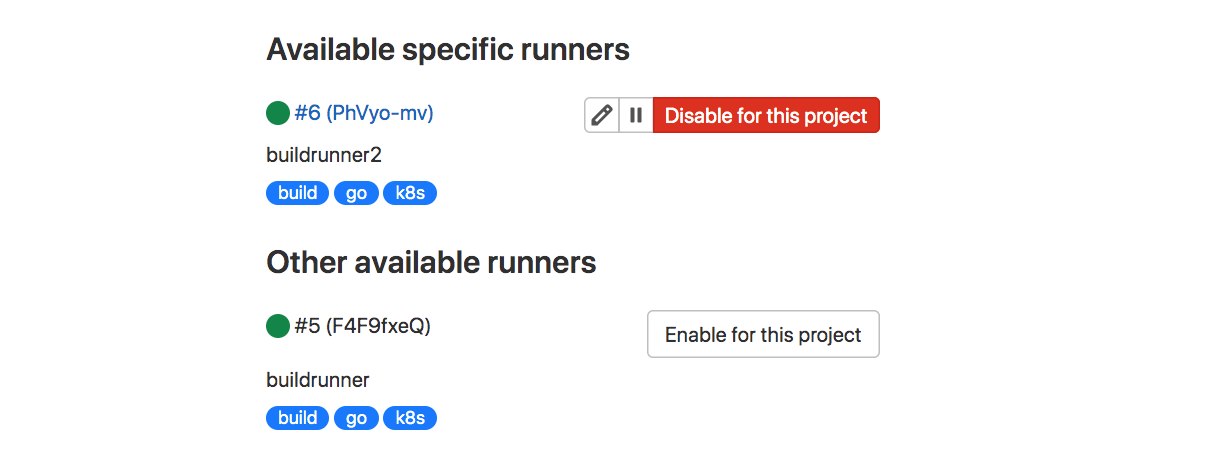 Available specific runners
#6 (PhVyo-mv)
Disable for this project
buildrunner2
build go k8s
Other available runners
#5 (F4F9fxeQ)
Enable for this project
buildrunner
build go k8s